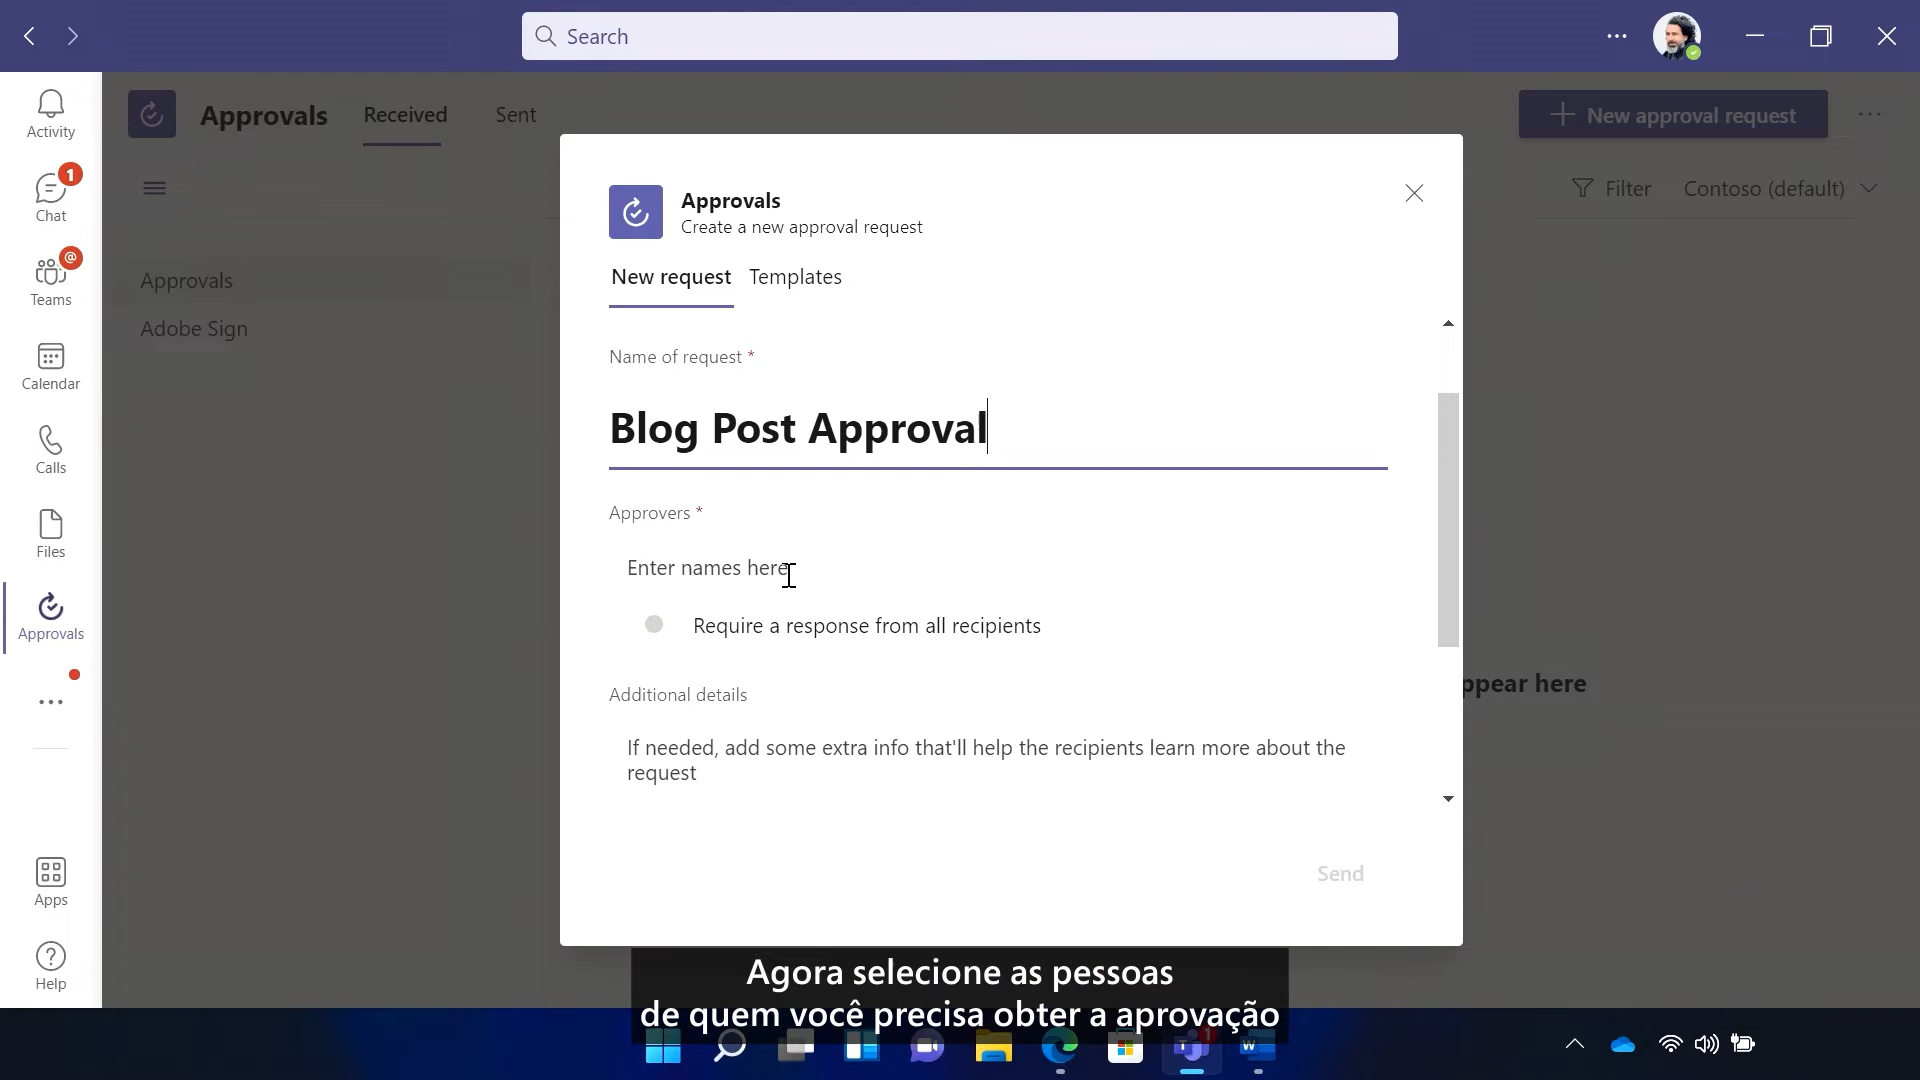 Search
Activity
1
Chat
@
Teams
Calendar
Calls
Files
Approvals
Apps
Help
Approvals
Received
Sent
New approval request
Filter
Contoso (default)
Approvals
Adobe Sign
Approvals
Create a new approval request
New request
Templates
Name of request *
Blog Post Approval
Approvers *
Enter names here
Require a response from all recipients
Additional details
If needed, add some extra info that'll help the recipients learn more about the
request
ppear here
Send
Agora selecione as pessoas
de quem você precisa obter a aprovação
T
1
W